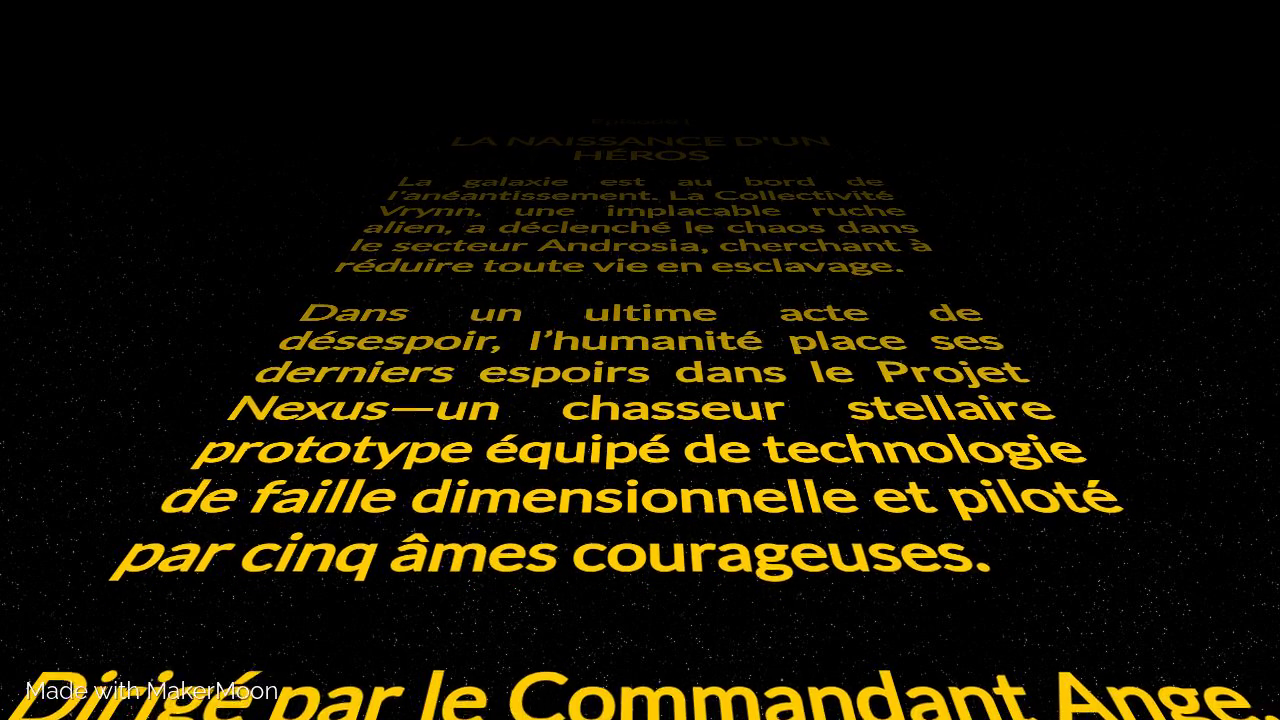 Épisode I
LA NAISSANCE D'UN
HÉROS
La galaxie est au bord de
l'anéantissement. La Collectivité
Vrynn, une implacable ruche
alien, a déclenché le chaos dans
le secteur Androsia, cherchant à
réduire toute vie en esclavage.
Dans un ultime acte de
désespoir, l’humanité place ses
derniers espoirs dans le Projet
Nexus—un chasseur stellaire
prototype équipé de technologie
de faille dimensionnelle et piloté
par cinq âmes courageuses.
Dirigé par le Commandant Ange,
Made with MakerMoon